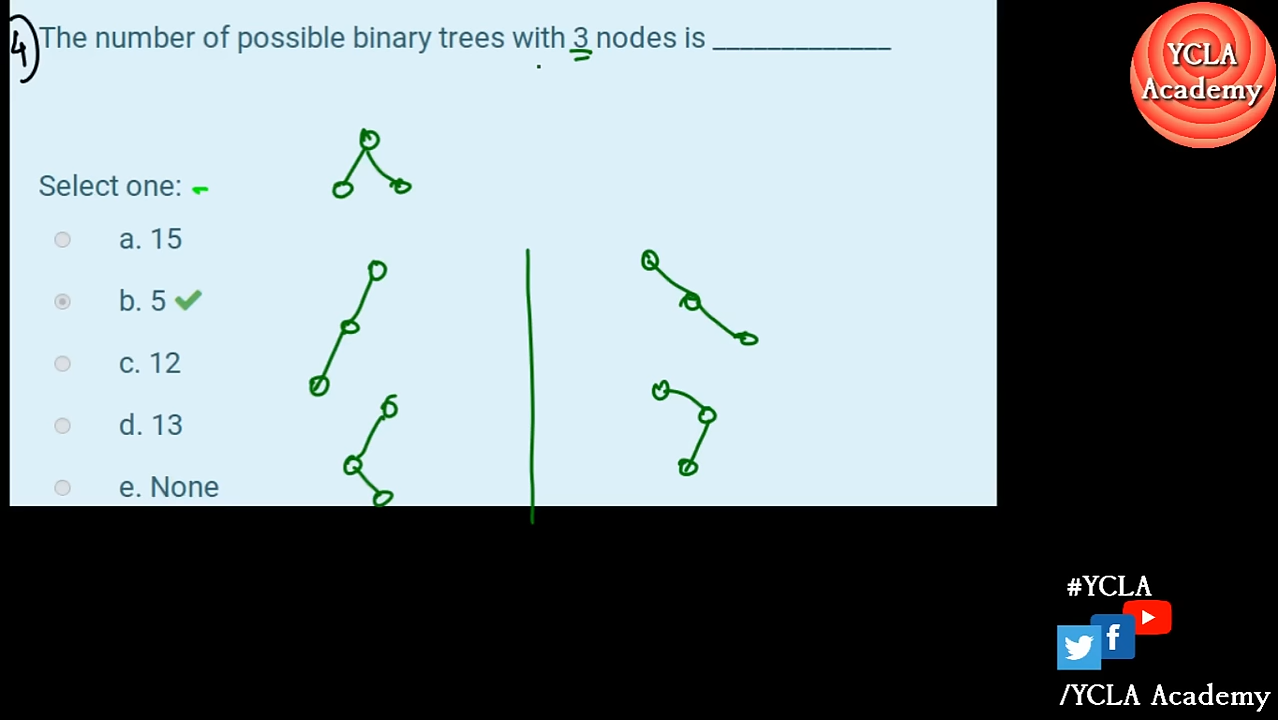 4 The number of possible binary trees with 3 nodes is _____________
YCLA
Academy
Select one:
a. 15
b. 5
c. 12
d. 13
e. None
#YCLA
f
/YCLA Academy